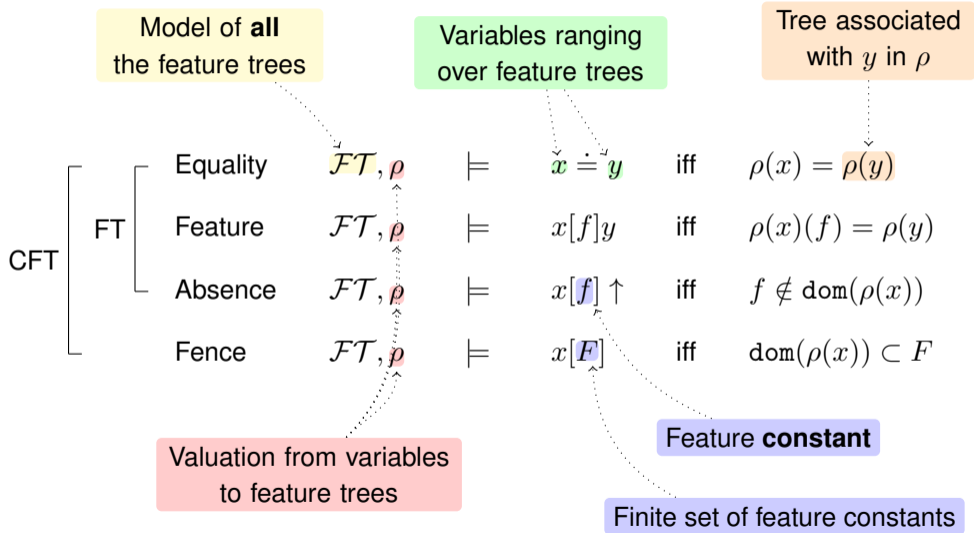 Model of all
the feature trees
Variables ranging
over feature trees
Tree associated
with y in ρ
Equality 𝓕𝓣, ρ ⊨ x ≐ y iff ρ(x) = ρ(y)
Feature 𝓕𝓣, ρ ⊨ x[f]y iff ρ(x)(f) = ρ(y)
FT
CFT
Absence 𝓕𝓣, ρ ⊨ x[f] ↑ iff f ∉ dom(ρ(x))
Fence 𝓕𝓣, ρ ⊨ x[F] iff dom(ρ(x)) ⊂ F
Feature constant
Valuation from variables
to feature trees
Finite set of feature constants